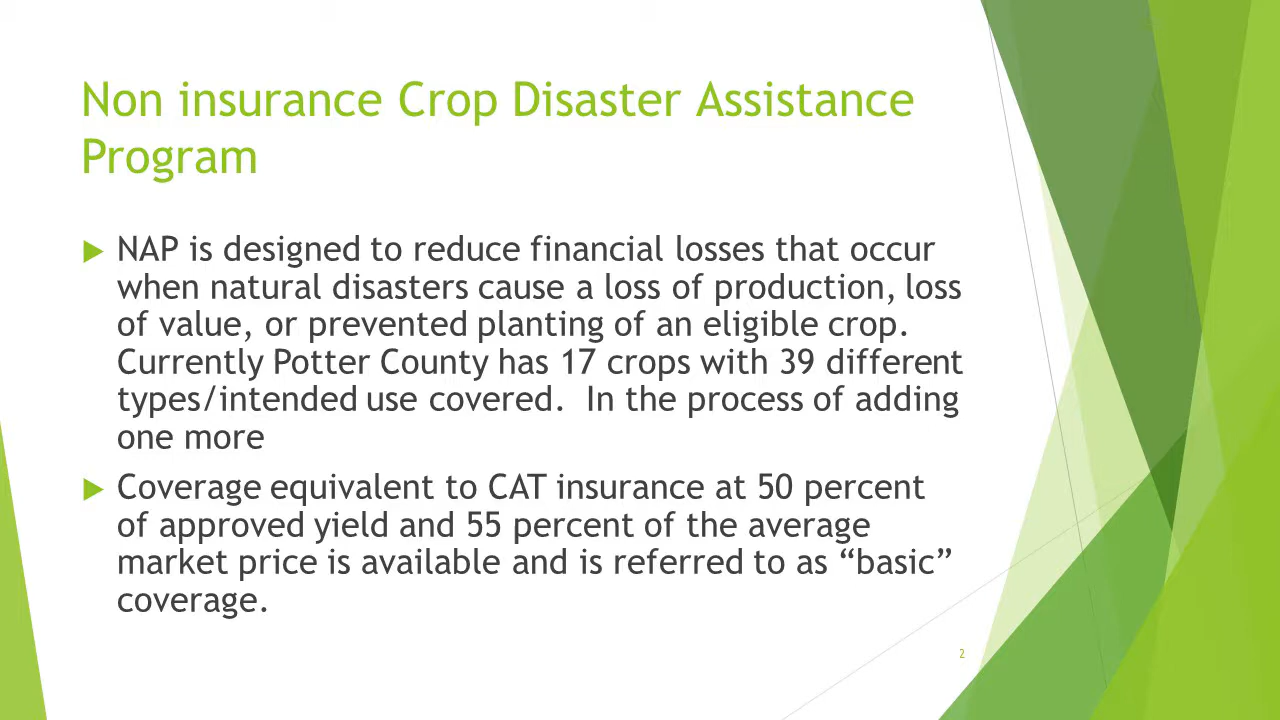 Non insurance Crop Disaster Assistance
Program
NAP is designed to reduce financial losses that occur
when natural disasters cause a loss of production, loss
of value, or prevented planting of an eligible crop.
Currently Potter County has 17 crops with 39 different
types/intended use covered.  In the process of adding
one more
Coverage equivalent to CAT insurance at 50 percent
of approved yield and 55 percent of the average
market price is available and is referred to as “basic”
coverage.
2